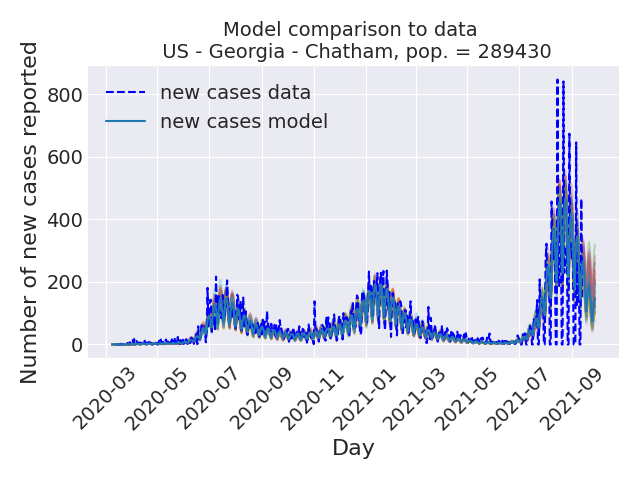 Model comparison to data
US - Georgia - Chatham, pop. = 289430
new cases data
new cases model
Number of new cases reported
800
600
400
200
0
2020-03
2020-05
2020-07
2020-09
2020-11
2021-01
2021-03
2021-05
2021-07
2021-09
Day